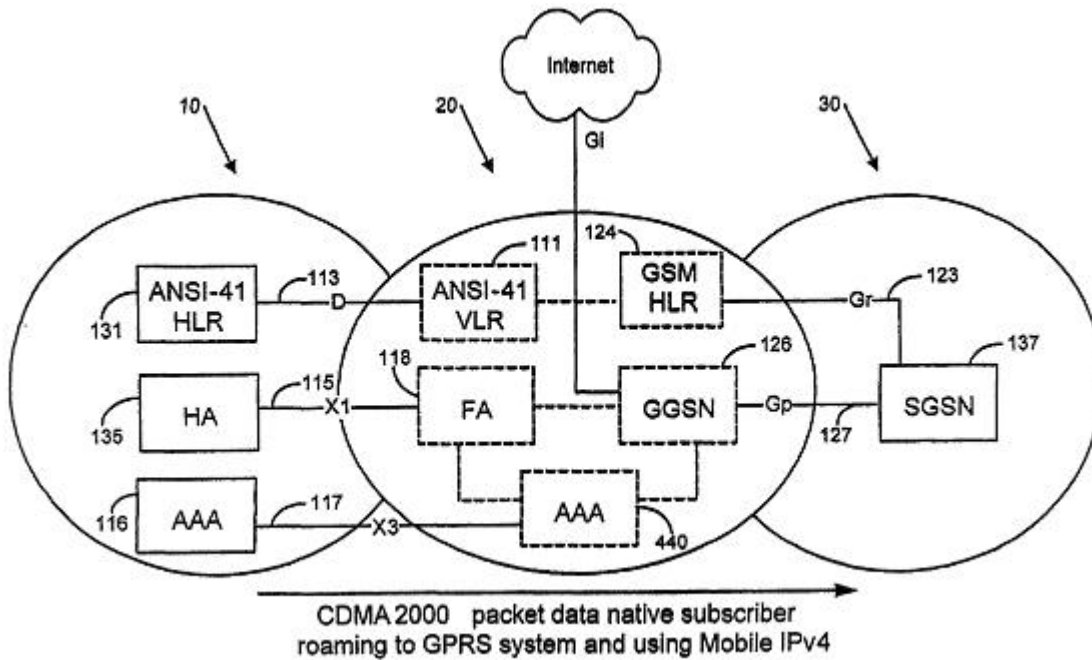 Internet
10
20
30
Gi
111
124
113
123
ANSI-41
HLR
D
ANSI-41
VLR
GSM
HLR
Gr
131
118
126
137
115
HA
X1
FA
GGSN
Gp
SGSN
135
127
117
AAA
X3
AAA
116
440
CDMA 2000 packet data native subscriber
roaming to GPRS system and using Mobile IPv4